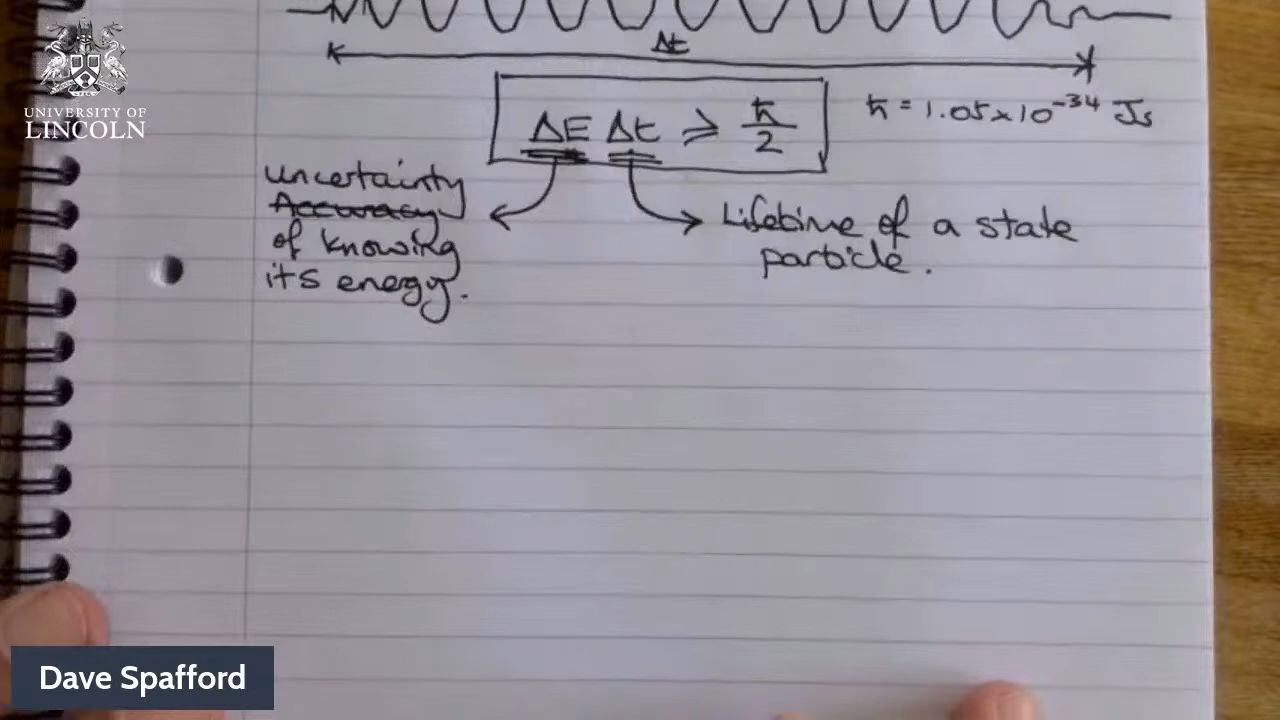 UNIVERSITY OF
LINCOLN
Δt
ΔE Δt ⩾ ℏ/2
ℏ = 1.05 x 10⁻³⁴ Js
uncertainty
Accuracy
of knowing
its energy.
Lifetime of a state
particle.
Dave Spafford